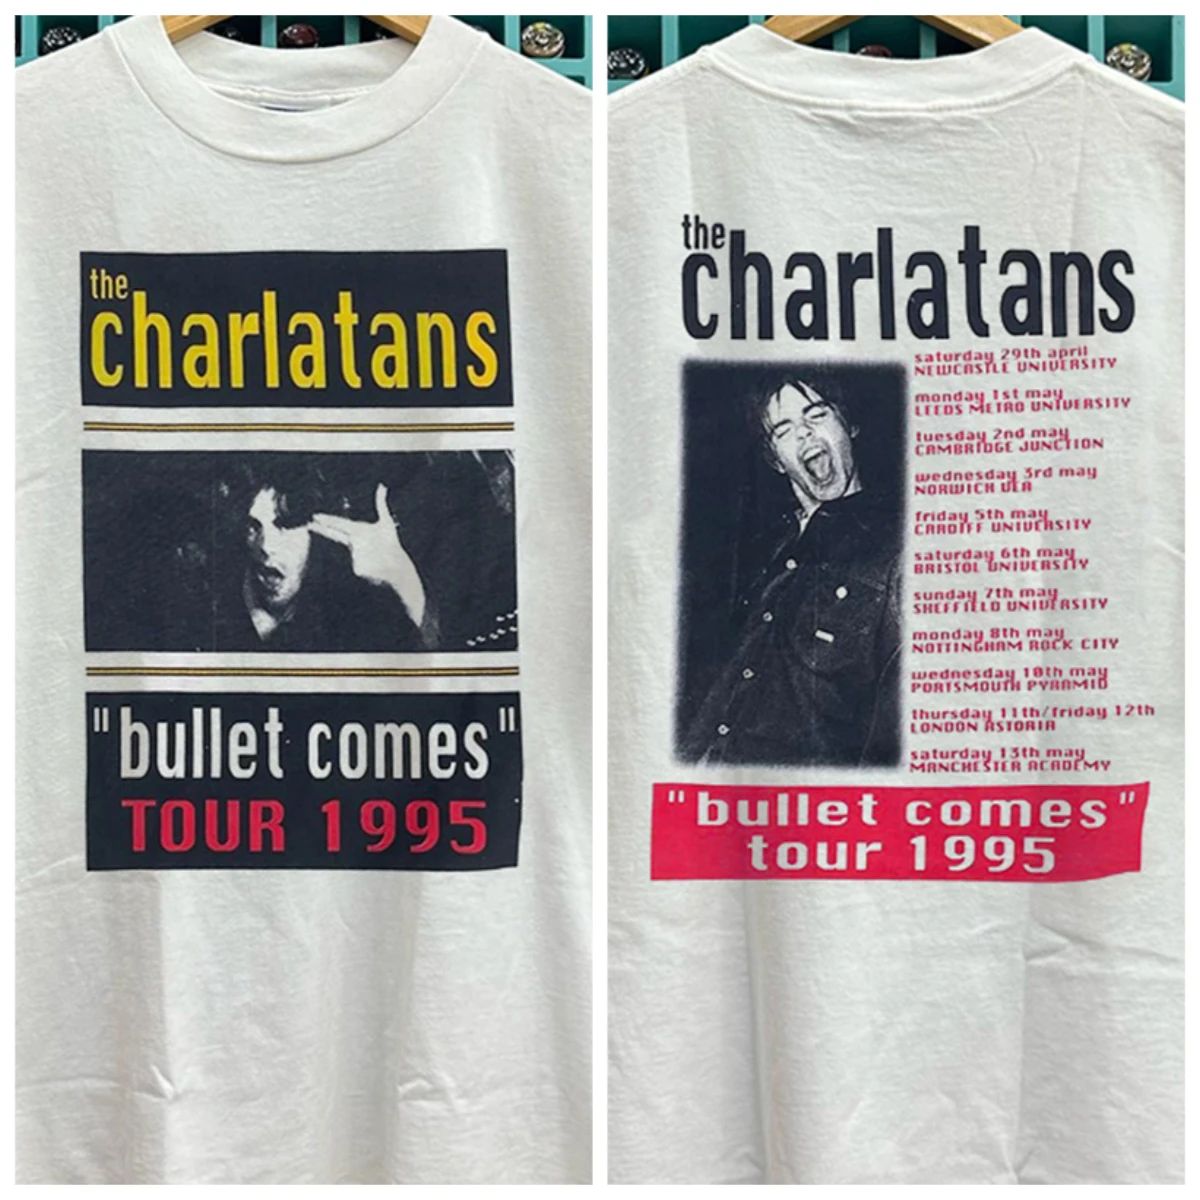 the
charlatans
"bullet comes"
TOUR 1995
the
charlatans
saturday 29th april
NEWCASTLE UNIVERSITY
monday 1st may
LEEDS METRO UNIVERSITY
tuesday 2nd may
CAMBRIDGE JUNCTION
wednesday 3rd may
NORWICH UEA
friday 5th may
CARDIFF UNIVERSITY
saturday 6th may
BRISTOL UNIVERSITY
sunday 7th may
SHEFFIELD UNIVERSITY
monday 8th may
NOTTINGHAM ROCK CITY
wednesday 10th may
PORTSMOUTH PYRAMID
thursday 11th/friday 12th
LONDON ASTORIA
saturday 13th may
MANCHESTER ACADEMY
"bullet comes"
tour 1995